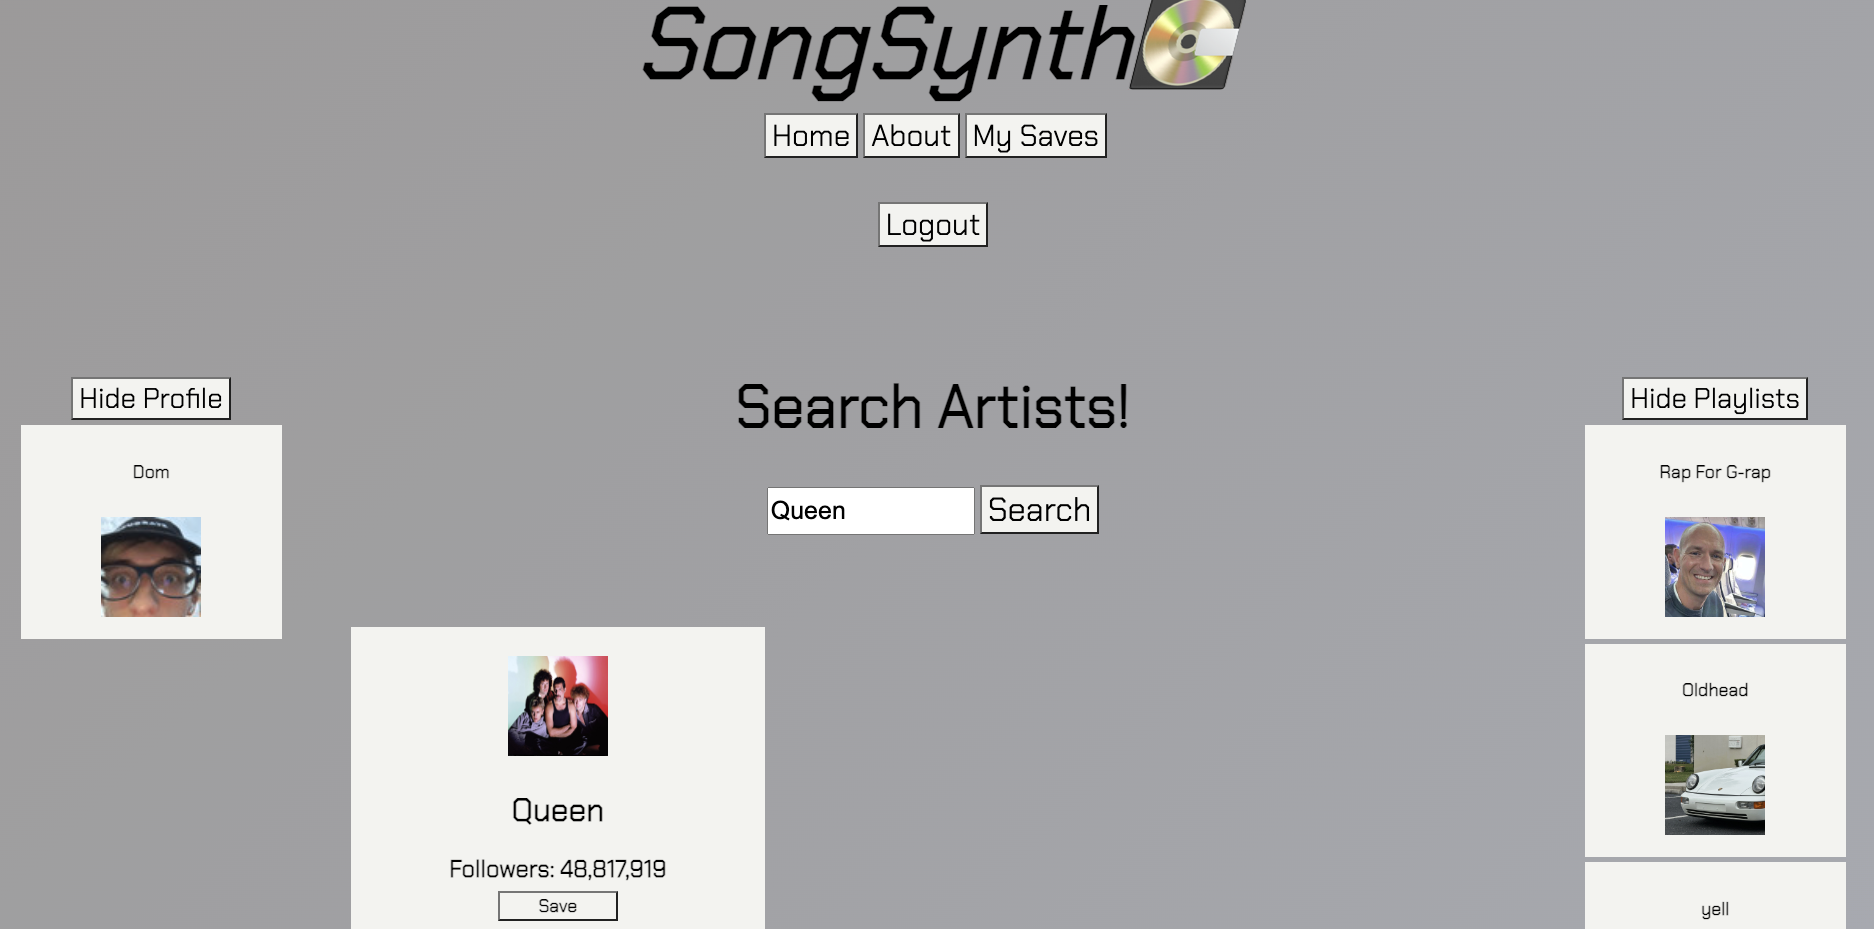 SongSynth
Home About My Saves
Logout
Hide Profile
Dom
Search Artists!
Queen Search
Queen
Followers: 48,817,919
Save
Hide Playlists
Rap For G-rap
Oldhead
yell